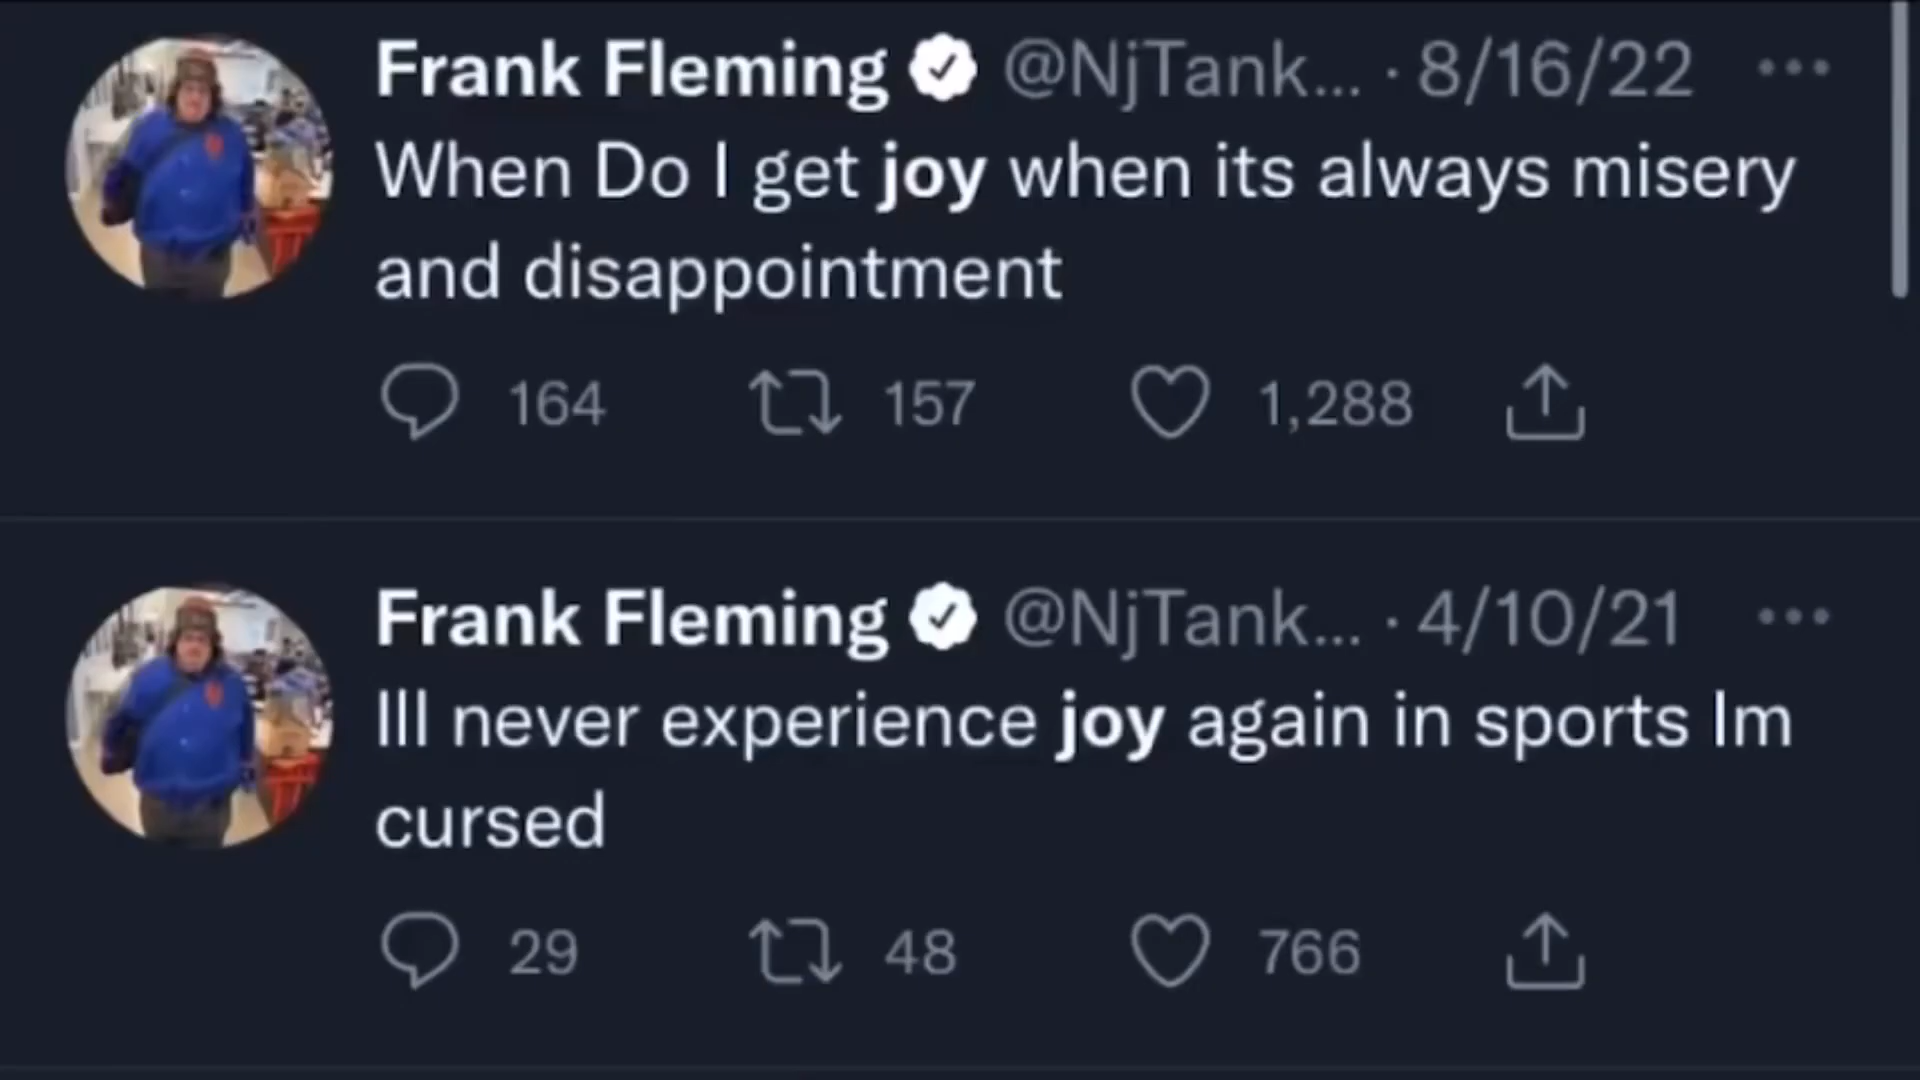 Frank Fleming @NjTank... · 8/16/22
When Do I get joy when its always misery
and disappointment
164 157 1,288
Frank Fleming @NjTank... · 4/10/21
Ill never experience joy again in sports Im
cursed
29 48 766